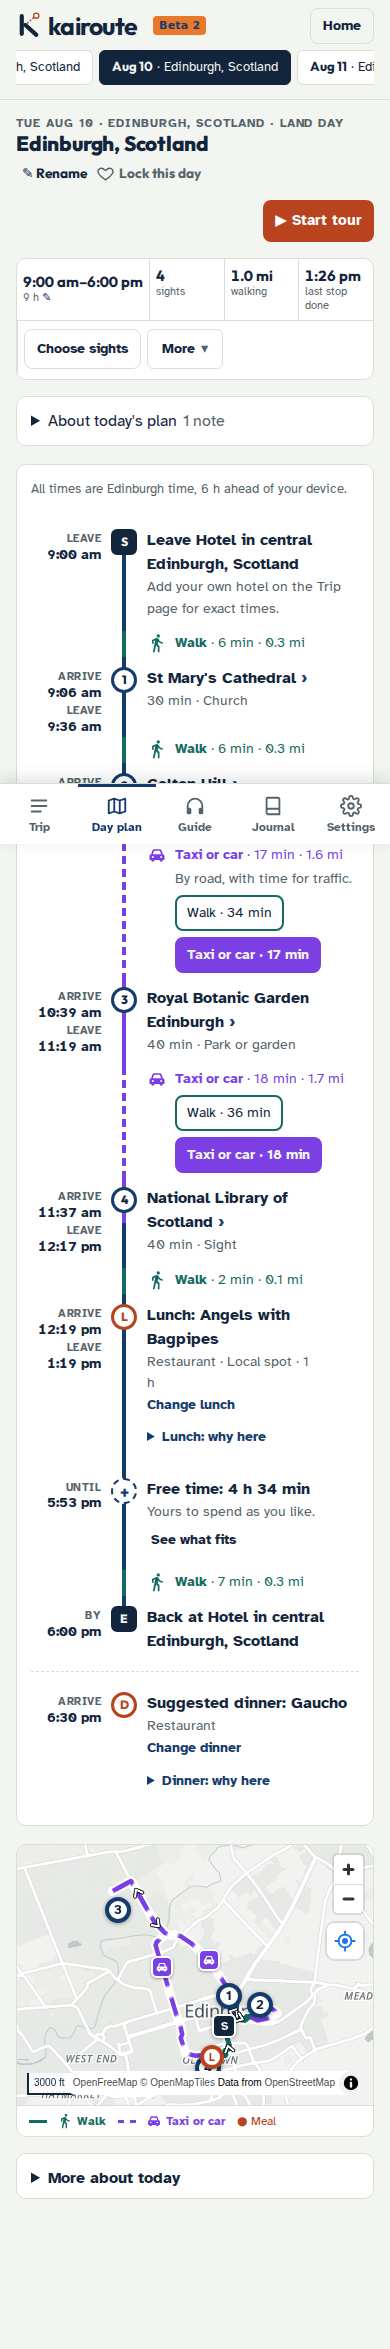 kairoute Beta 2 Home
h, Scotland Aug 10 · Edinburgh, Scotland Aug 11 · Edi
TUE AUG 10 · EDINBURGH, SCOTLAND · LAND DAY
Edinburgh, Scotland
✎ Rename Lock this day
▶ Start tour
9:00 am–6:00 pm
9 h ✎
4
sights
1.0 mi
walking
1:26 pm
last stop
done
Choose sights More ▾
▶ About today's plan 1 note
All times are Edinburgh time, 6 h ahead of your device.
LEAVE
9:00 am
S
Leave Hotel in central
Edinburgh, Scotland
Add your own hotel on the Trip
page for exact times.
Walk · 6 min · 0.3 mi
ARRIVE
9:06 am
LEAVE
9:36 am
1
St Mary's Cathedral ›
30 min · Church
Walk · 6 min · 0.3 mi
ARRIVE
Calton Hill ›
Trip Day plan Guide Journal Settings
Taxi or car · 17 min · 1.6 mi
By road, with time for traffic.
Walk · 34 min
Taxi or car · 17 min
ARRIVE
10:39 am
LEAVE
11:19 am
3
Royal Botanic Garden
Edinburgh ›
40 min · Park or garden
Taxi or car · 18 min · 1.7 mi
Walk · 36 min
Taxi or car · 18 min
ARRIVE
11:37 am
LEAVE
12:17 pm
4
National Library of
Scotland ›
40 min · Sight
Walk · 2 min · 0.1 mi
ARRIVE
12:19 pm
LEAVE
1:19 pm
L
Lunch: Angels with
Bagpipes
Restaurant · Local spot · 1
h
Change lunch
▶ Lunch: why here
UNTIL
5:53 pm
+
Free time: 4 h 34 min
Yours to spend as you like.
See what fits
Walk · 7 min · 0.3 mi
BY
6:00 pm
E
Back at Hotel in central
Edinburgh, Scotland
ARRIVE
6:30 pm
D
Suggested dinner: Gaucho
Restaurant
Change dinner
▶ Dinner: why here
+
−
3
1
2
S
L
MEAD
WEST END
3000 ft OpenFreeMap © OpenMapTiles Data from OpenStreetMap
Walk Taxi or car Meal
▶ More about today